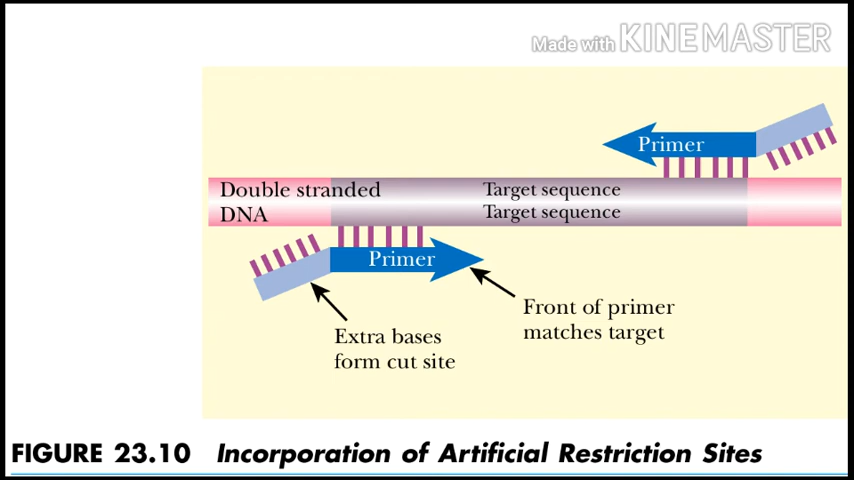 Made with KINEMASTER
Primer
Double stranded
DNA
Target sequence
Target sequence
Primer
Front of primer
matches target
Extra bases
form cut site
FIGURE 23.10 Incorporation of Artificial Restriction Sites